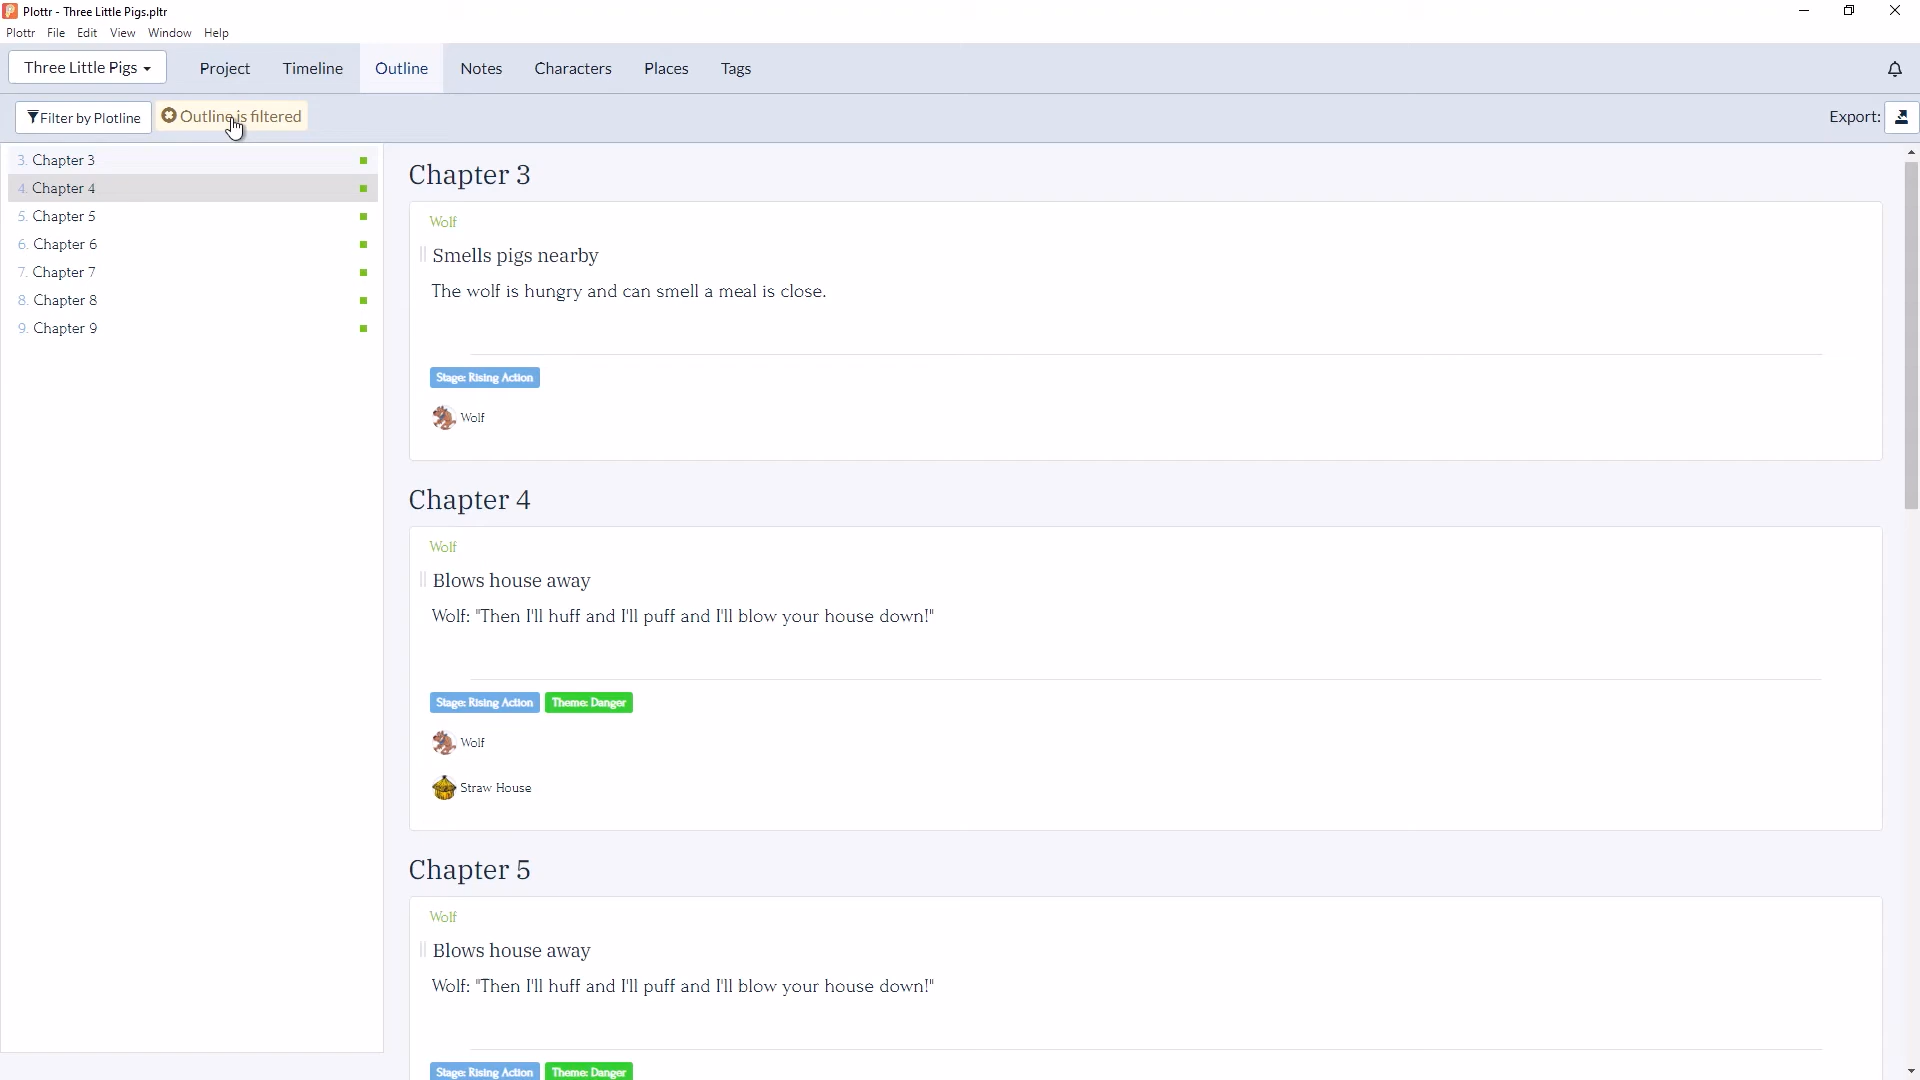 Plottr - Three Little Pigs.pltr
Plottr File Edit View Window Help
Three Little Pigs Project Timeline Outline Notes Characters Places Tags
Filter by Plotline Outline is filtered Export:
3. Chapter 3
4. Chapter 4
5. Chapter 5
6. Chapter 6
7. Chapter 7
8. Chapter 8
9. Chapter 9
Chapter 3
Wolf
Smells pigs nearby
The wolf is hungry and can smell a meal is close.
Stage: Rising Action
Wolf
Chapter 4
Wolf
Blows house away
Wolf: "Then I'll huff and I'll puff and I'll blow your house down!"
Stage: Rising Action Theme: Danger
Wolf
Straw House
Chapter 5
Wolf
Blows house away
Wolf: "Then I'll huff and I'll puff and I'll blow your house down!"
Stage: Rising Action Theme: Danger